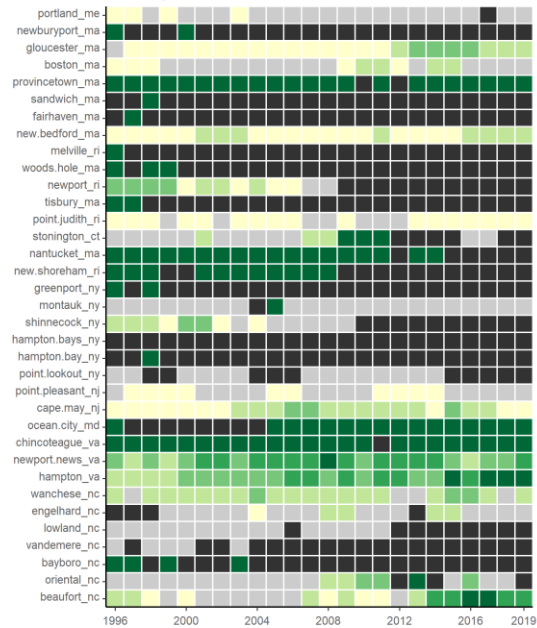 portland_me
newburyport_ma
gloucester_ma
boston_ma
provincetown_ma
sandwich_ma
fairhaven_ma
new.bedford_ma
melville_ri
woods.hole_ma
newport_ri
tisbury_ma
point.judith_ri
stonington_ct
nantucket_ma
new.shoreham_ri
greenport_ny
montauk_ny
shinnecock_ny
hampton.bays_ny
hampton.bay_ny
point.lookout_ny
point.pleasant_nj
cape.may_nj
ocean.city_md
chincoteague_va
newport.news_va
hampton_va
wanchese_nc
engelhard_nc
lowland_nc
vandemere_nc
bayboro_nc
oriental_nc
beaufort_nc
1996 2000 2004 2008 2012 2016 2019